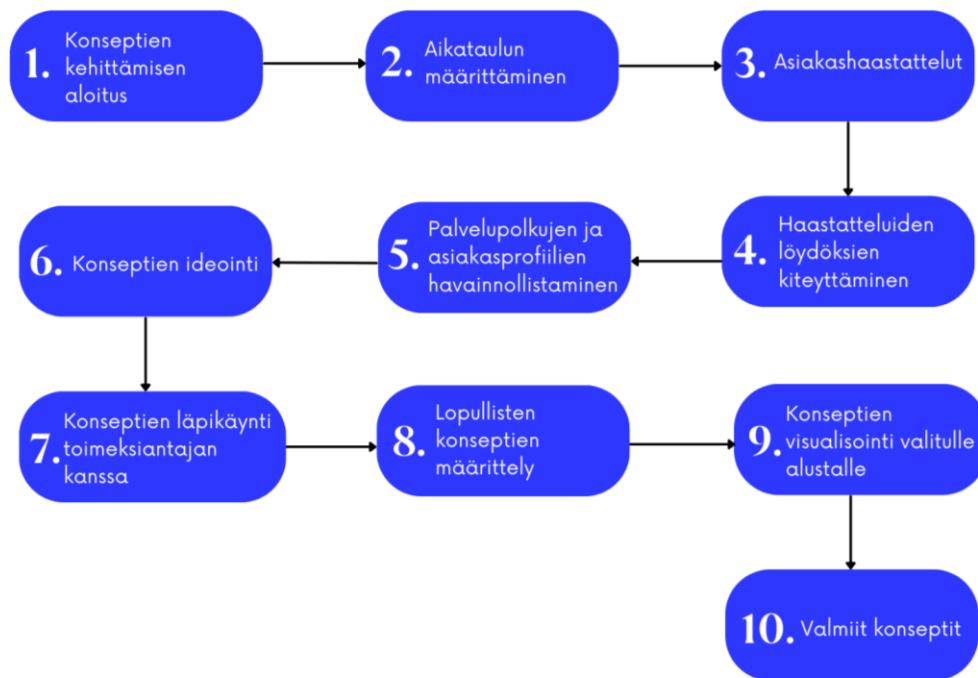 1. Konseptien
kehittämisen
aloitus
2. Aikataulun
määrittäminen
3. Asiakashaastattelut
4. Haastatteluiden
löydöksien
kiteyttäminen
5. Palvelupolkujen ja
asiakasprofiilien
havainnollistaminen
6. Konseptien ideointi
7. Konseptien läpikäynti
toimeksiantajan
kanssa
8. Lopullisten
konseptien
määrittely
9. Konseptien
visualisointi valitulle
alustalle
10. Valmiit konseptit